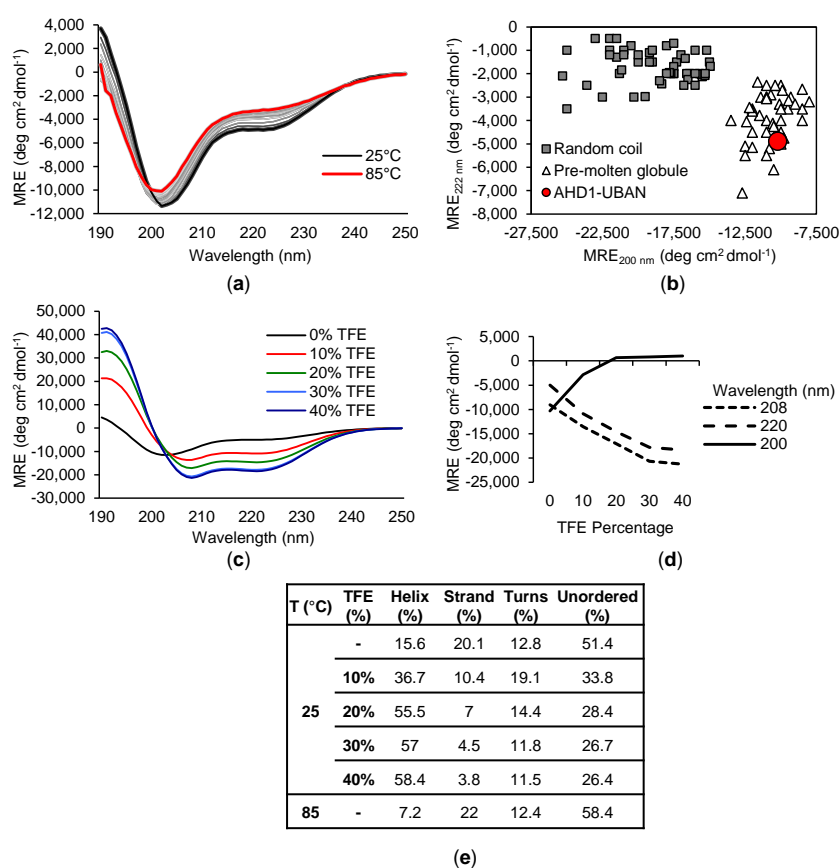 4,000
2,000
0
-2,000
-4,000
-6,000
-8,000
-10,000
-12,000
MRE (deg cm² dmol⁻¹)
25°C
85°C
190 200 210 220 230 240 250
Wavelength (nm)
(a)
0
-1,000
-2,000
-3,000
-4,000
-5,000
-6,000
-7,000
-8,000
MRE222 nm (deg cm² dmol⁻¹)
Random coil
Pre-molten globule
AHD1-UBAN
-27,500 -22,500 -17,500 -12,500 -7,500
MRE200 nm (deg cm² dmol⁻¹)
(b)
50,000
40,000
30,000
20,000
10,000
0
-10,000
-20,000
-30,000
MRE (deg cm² dmol⁻¹)
0% TFE
10% TFE
20% TFE
30% TFE
40% TFE
190 200 210 220 230 240 250
Wavelength (nm)
(c)
5,000
0
-5,000
-10,000
-15,000
-20,000
-25,000
MRE (deg cm² dmol⁻¹)
Wavelength (nm)
208
220
200
0 10 20 30 40
TFE Percentage
(d)
T (°C) TFE (%) Helix (%) Strand (%) Turns (%) Unordered (%)
- 15.6 20.1 12.8 51.4
10% 36.7 10.4 19.1 33.8
25 20% 55.5 7 14.4 28.4
30% 57 4.5 11.8 26.7
40% 58.4 3.8 11.5 26.4
85 - 7.2 22 12.4 58.4
(e)